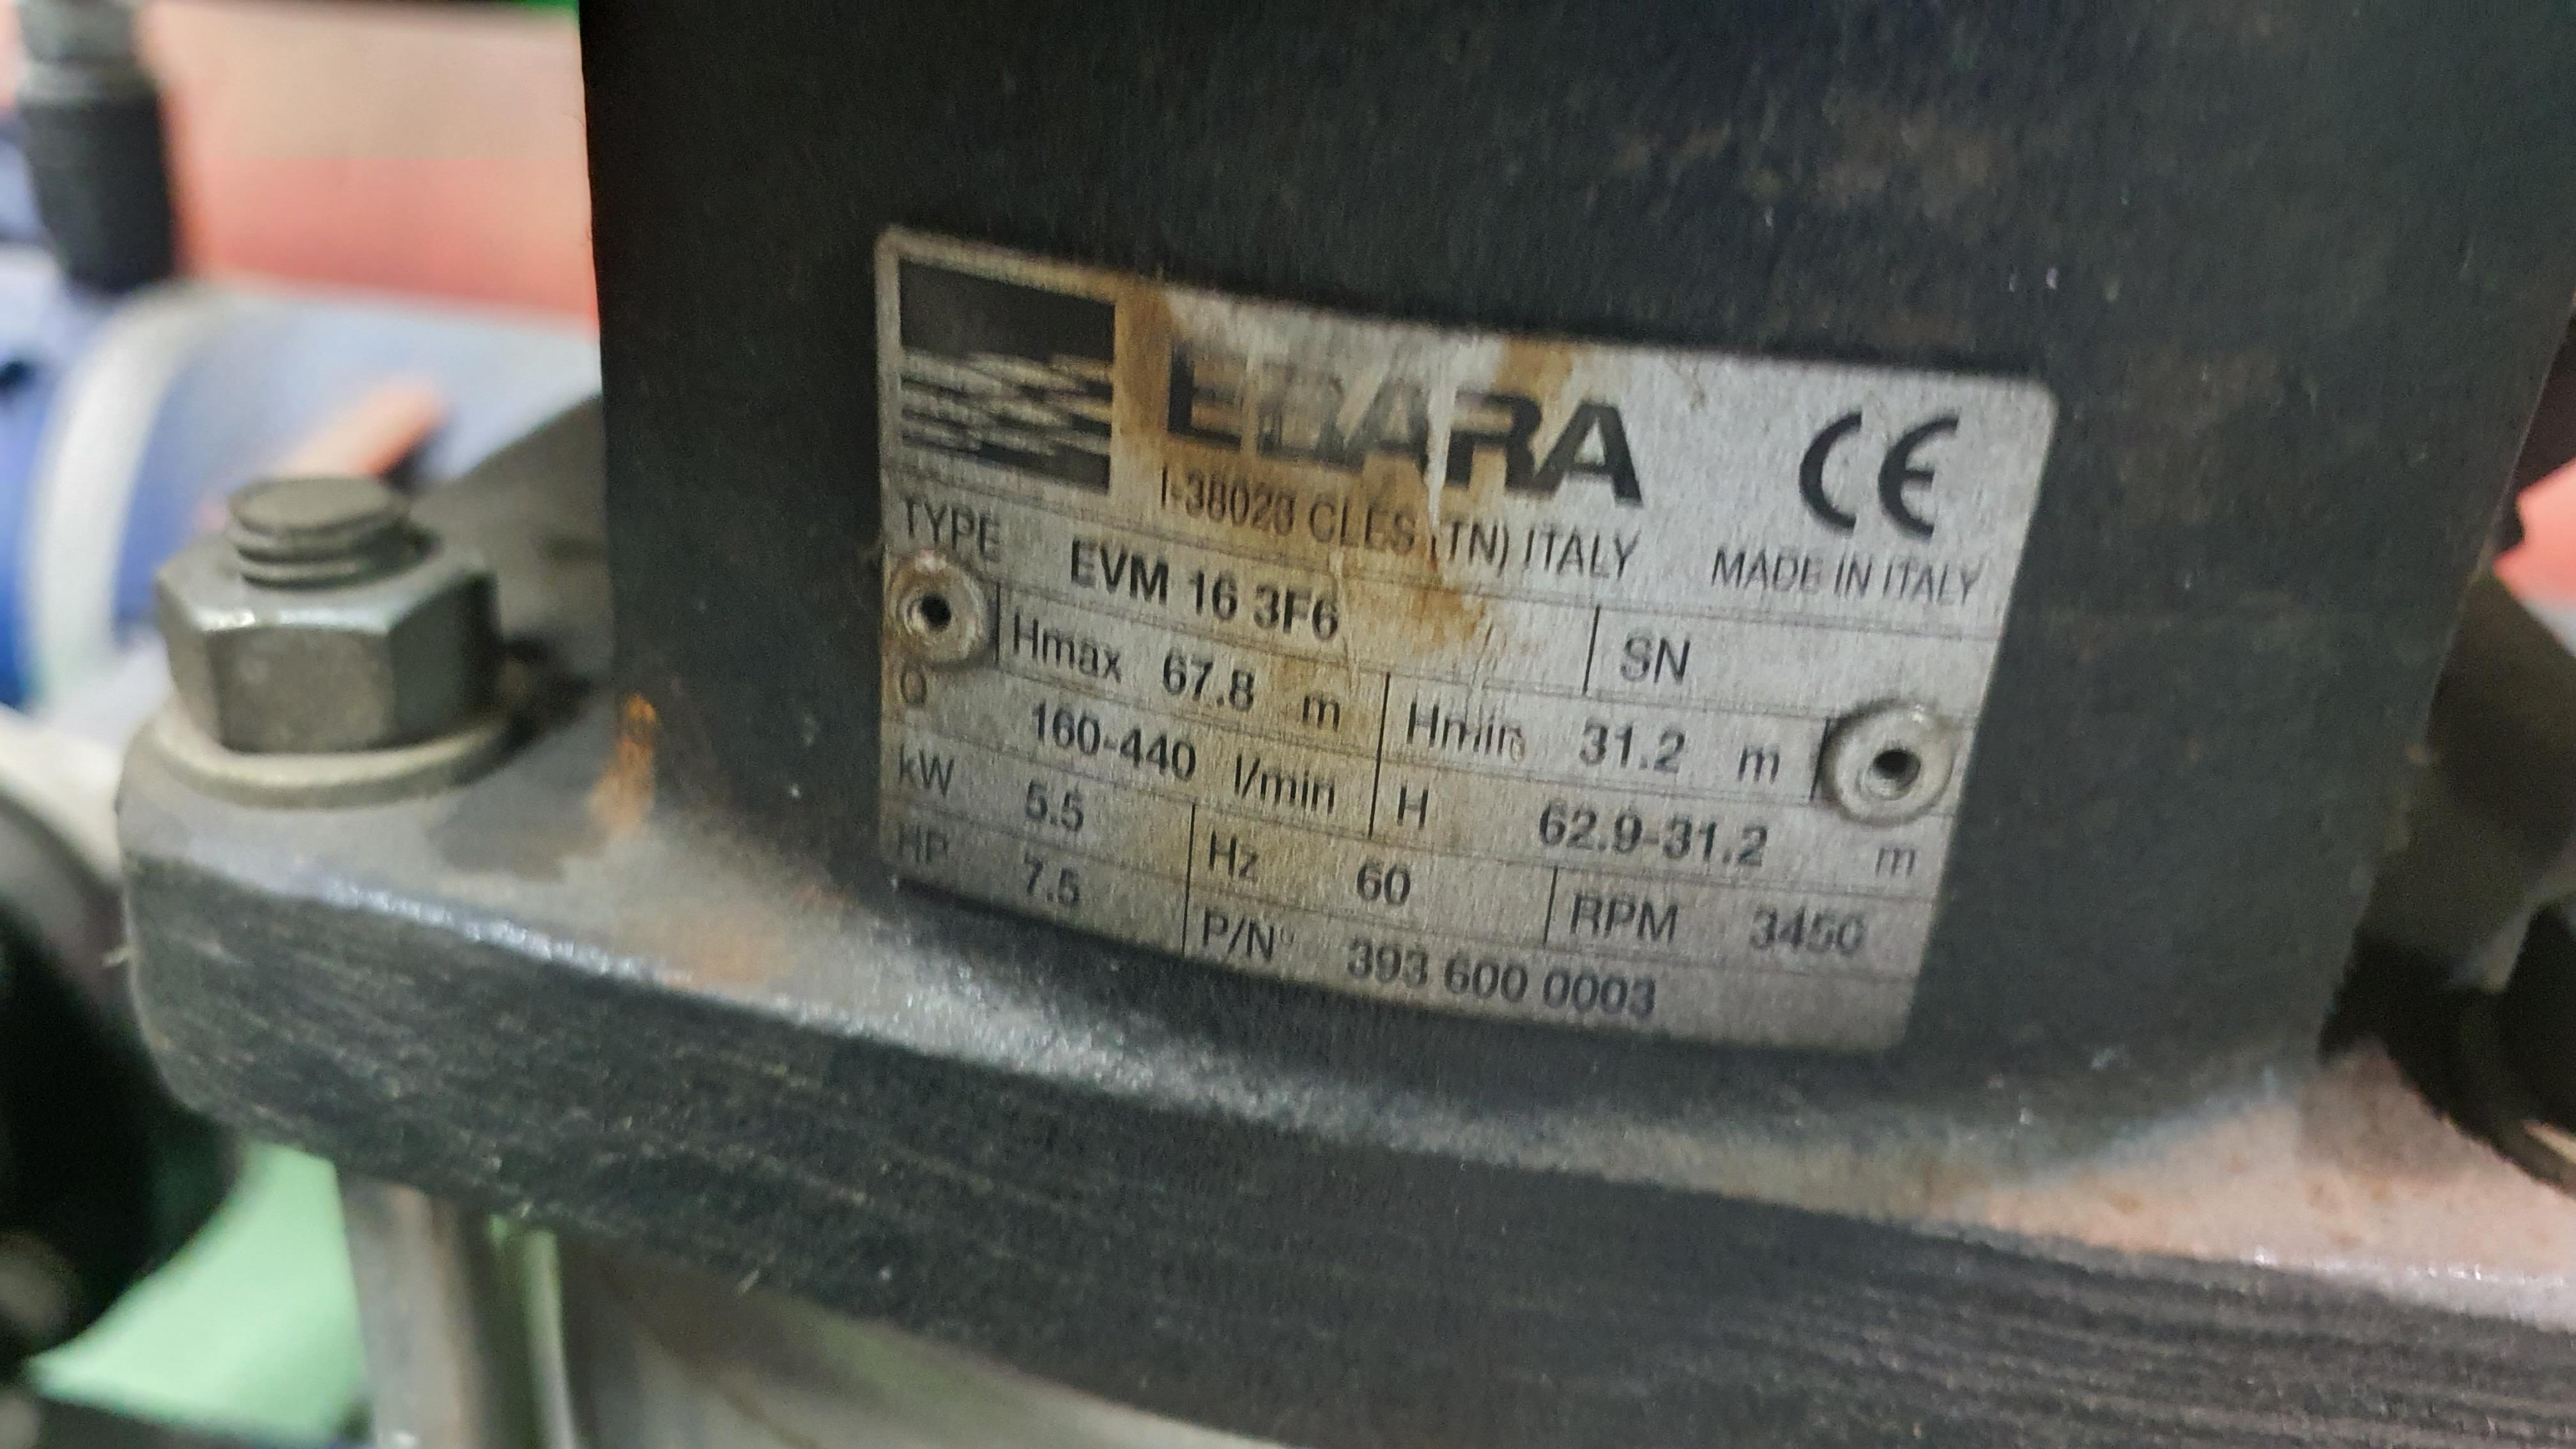 EBARA
CE
I-38023 CLES (TN) ITALY MADE IN ITALY
TYPE EVM 16 3F6 SN
Hmax 67.8 m Hmin 31.2 m
Q 160-440 l/min H 62.9-31.2 m
kW 5.5 Hz 60 RPM 3450
HP 7.5 P/N° 393 600 0003